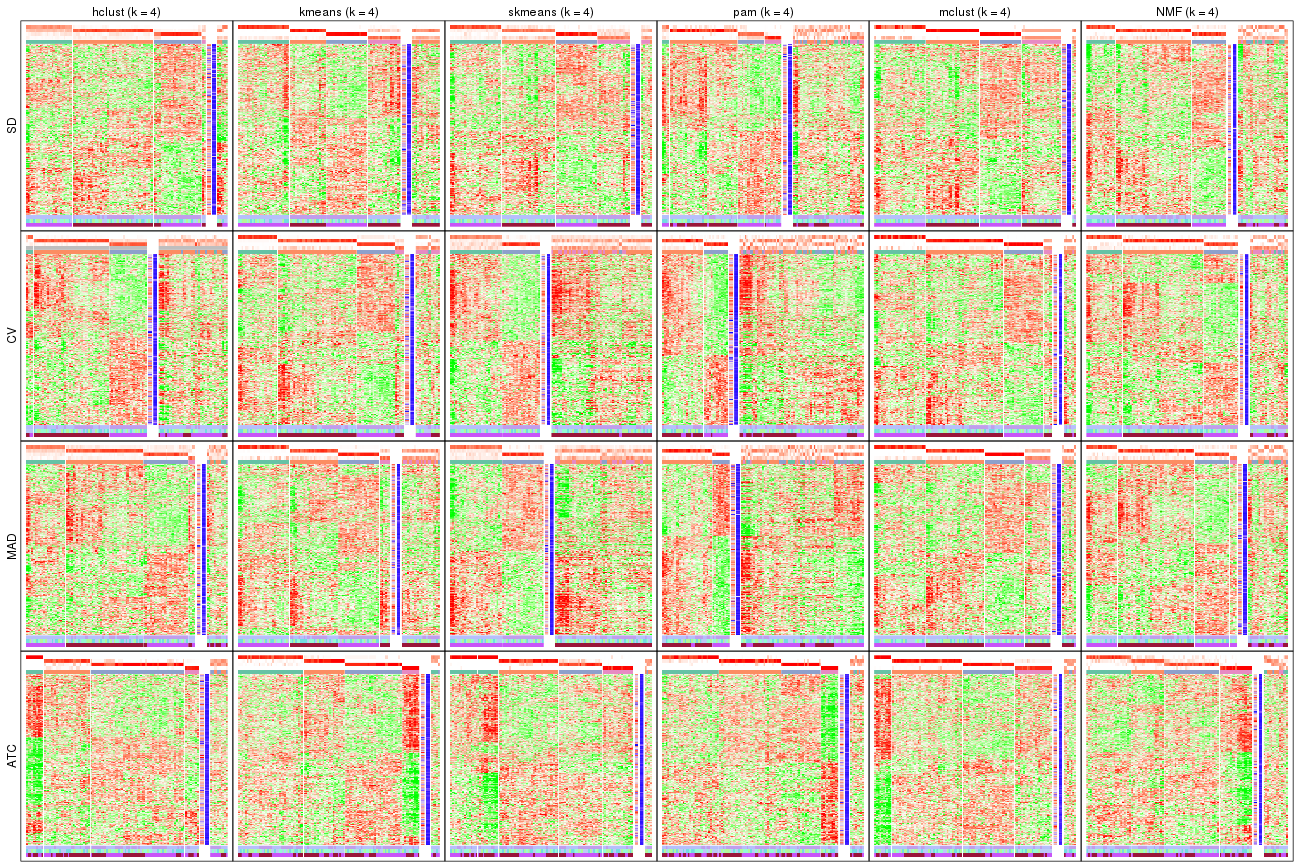 hclust (k = 4)
kmeans (k = 4)
skmeans (k = 4)
pam (k = 4)
mclust (k = 4)
NMF (k = 4)
SD
CV
MAD
ATC